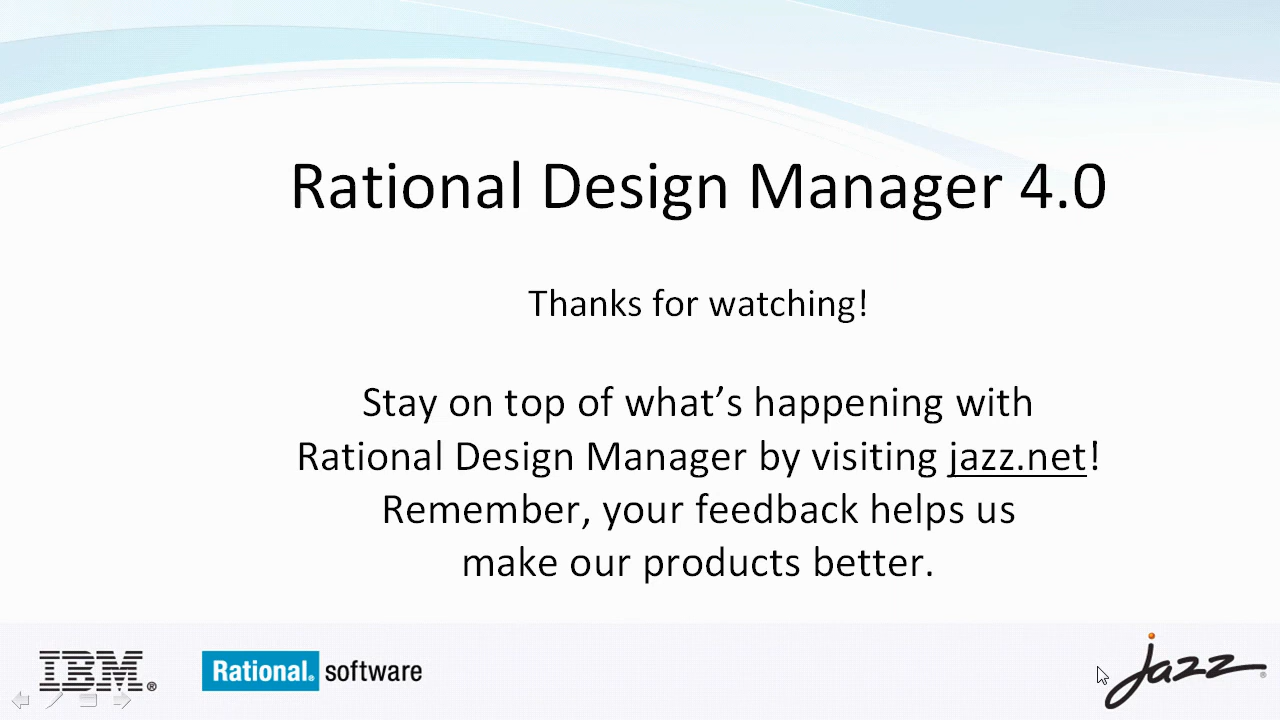 Rational Design Manager 4.0
Thanks for watching!
Stay on top of what’s happening with
Rational Design Manager by visiting jazz.net!
Remember, your feedback helps us
make our products better.
IBM®
Rational® software
jazz®